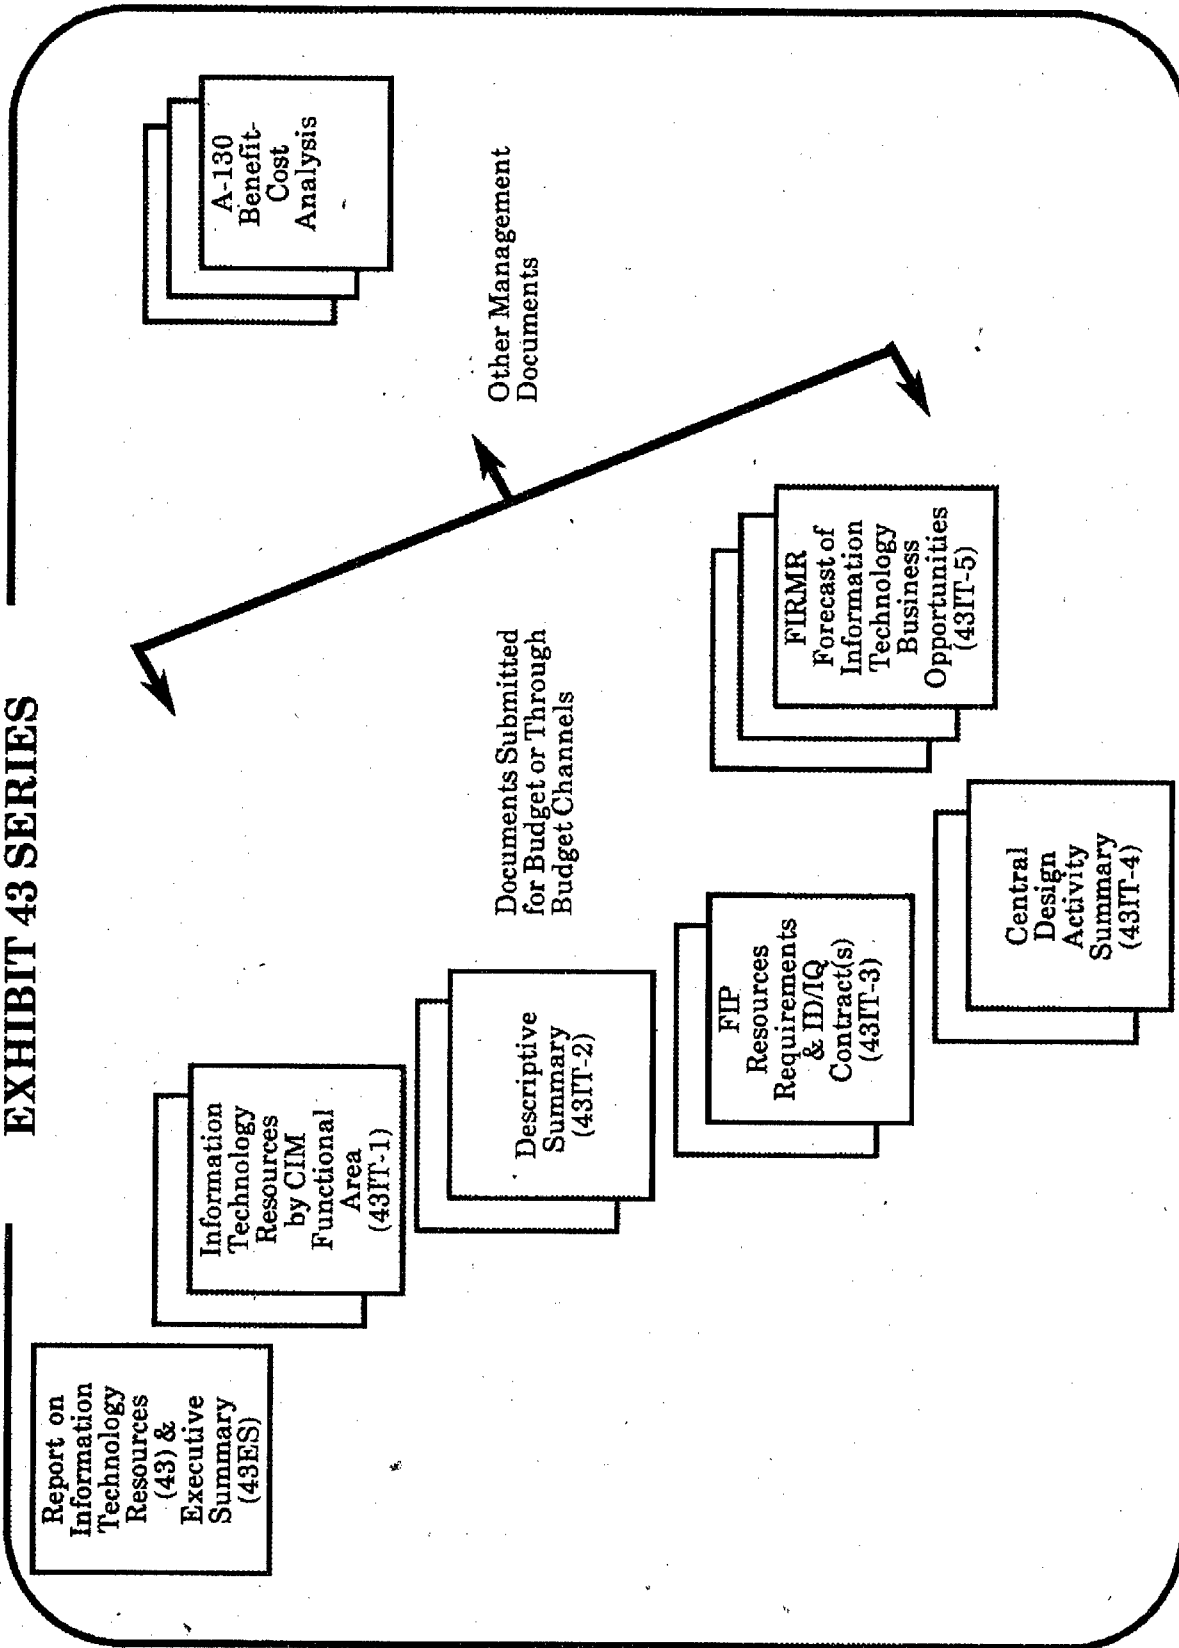 EXHIBIT 43 SERIES
Report on
Information
Technology
Resources
(43) &
Executive
Summary
(43ES)
Information
Technology
Resources
by CIM
Functional
Area
(43IT-1)
Descriptive
Summary
(43IT-2)
FIP
Resources
Requirements
& ID/IQ
Contract(s)
(43IT-3)
Central
Design
Activity
Summary
(43IT-4)
Documents Submitted
for Budget or Through
Budget Channels
FIRMR
Forecast of
Information
Technology
Business
Opportunities
(43IT-5)
Other Management
Documents
A-130
Benefit-
Cost
Analysis